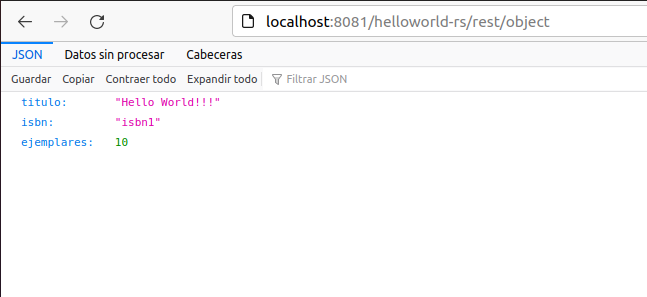 localhost:8081/helloworld-rs/rest/object
JSON Datos sin procesar Cabeceras
Guardar Copiar Contraer todo Expandir todo Filtrar JSON
titulo: "Hello World!!!"
isbn: "isbn1"
ejemplares: 10